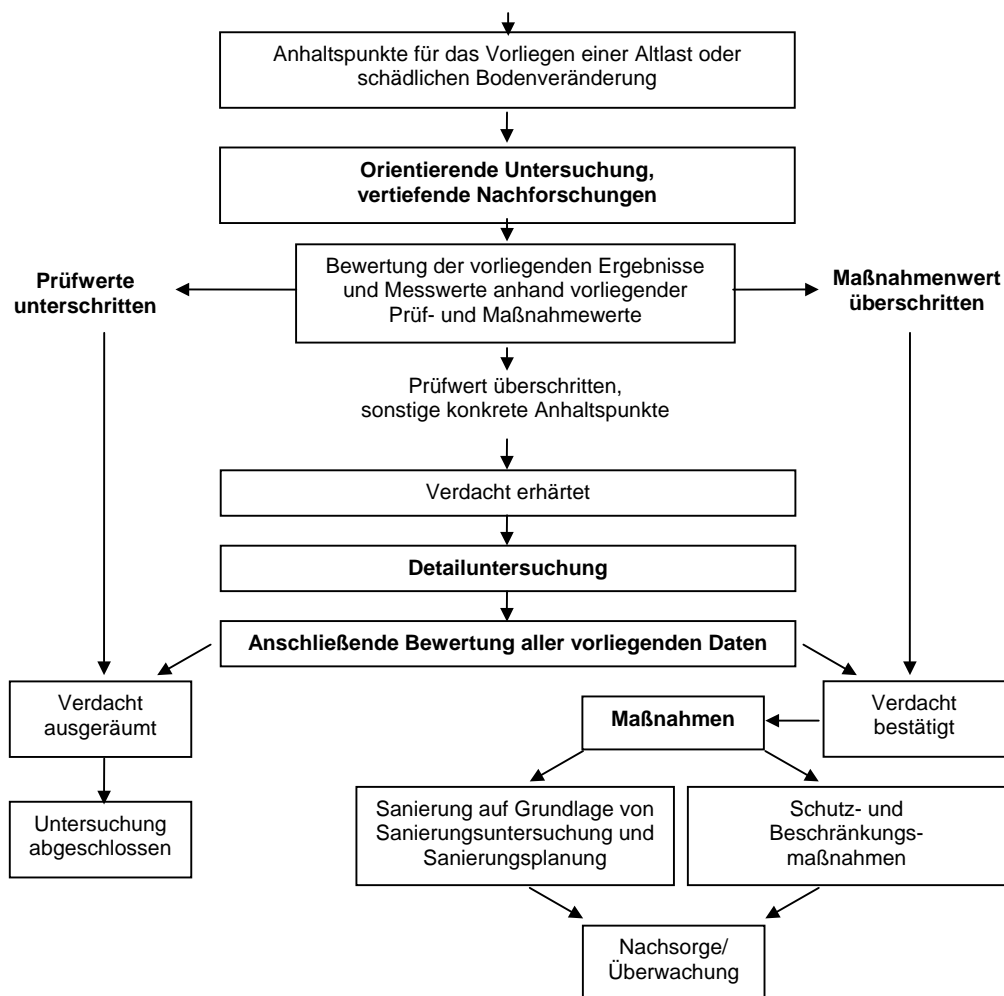 Anhaltspunkte für das Vorliegen einer Altlast oder
schädlichen Bodenveränderung
Orientierende Untersuchung,
vertiefende Nachforschungen
Prüfwerte
unterschritten
Bewertung der vorliegenden Ergebnisse
und Messwerte anhand vorliegender
Prüf- und Maßnahmewerte
Maßnahmenwert
überschritten
Prüfwert überschritten,
sonstige konkrete Anhaltspunkte
Verdacht erhärtet
Detailuntersuchung
Anschließende Bewertung aller vorliegenden Daten
Verdacht
ausgeräumt
Maßnahmen
Verdacht
bestätigt
Untersuchung
abgeschlossen
Sanierung auf Grundlage von
Sanierungsuntersuchung und
Sanierungsplanung
Schutz- und
Beschränkungs-
maßnahmen
Nachsorge/
Überwachung